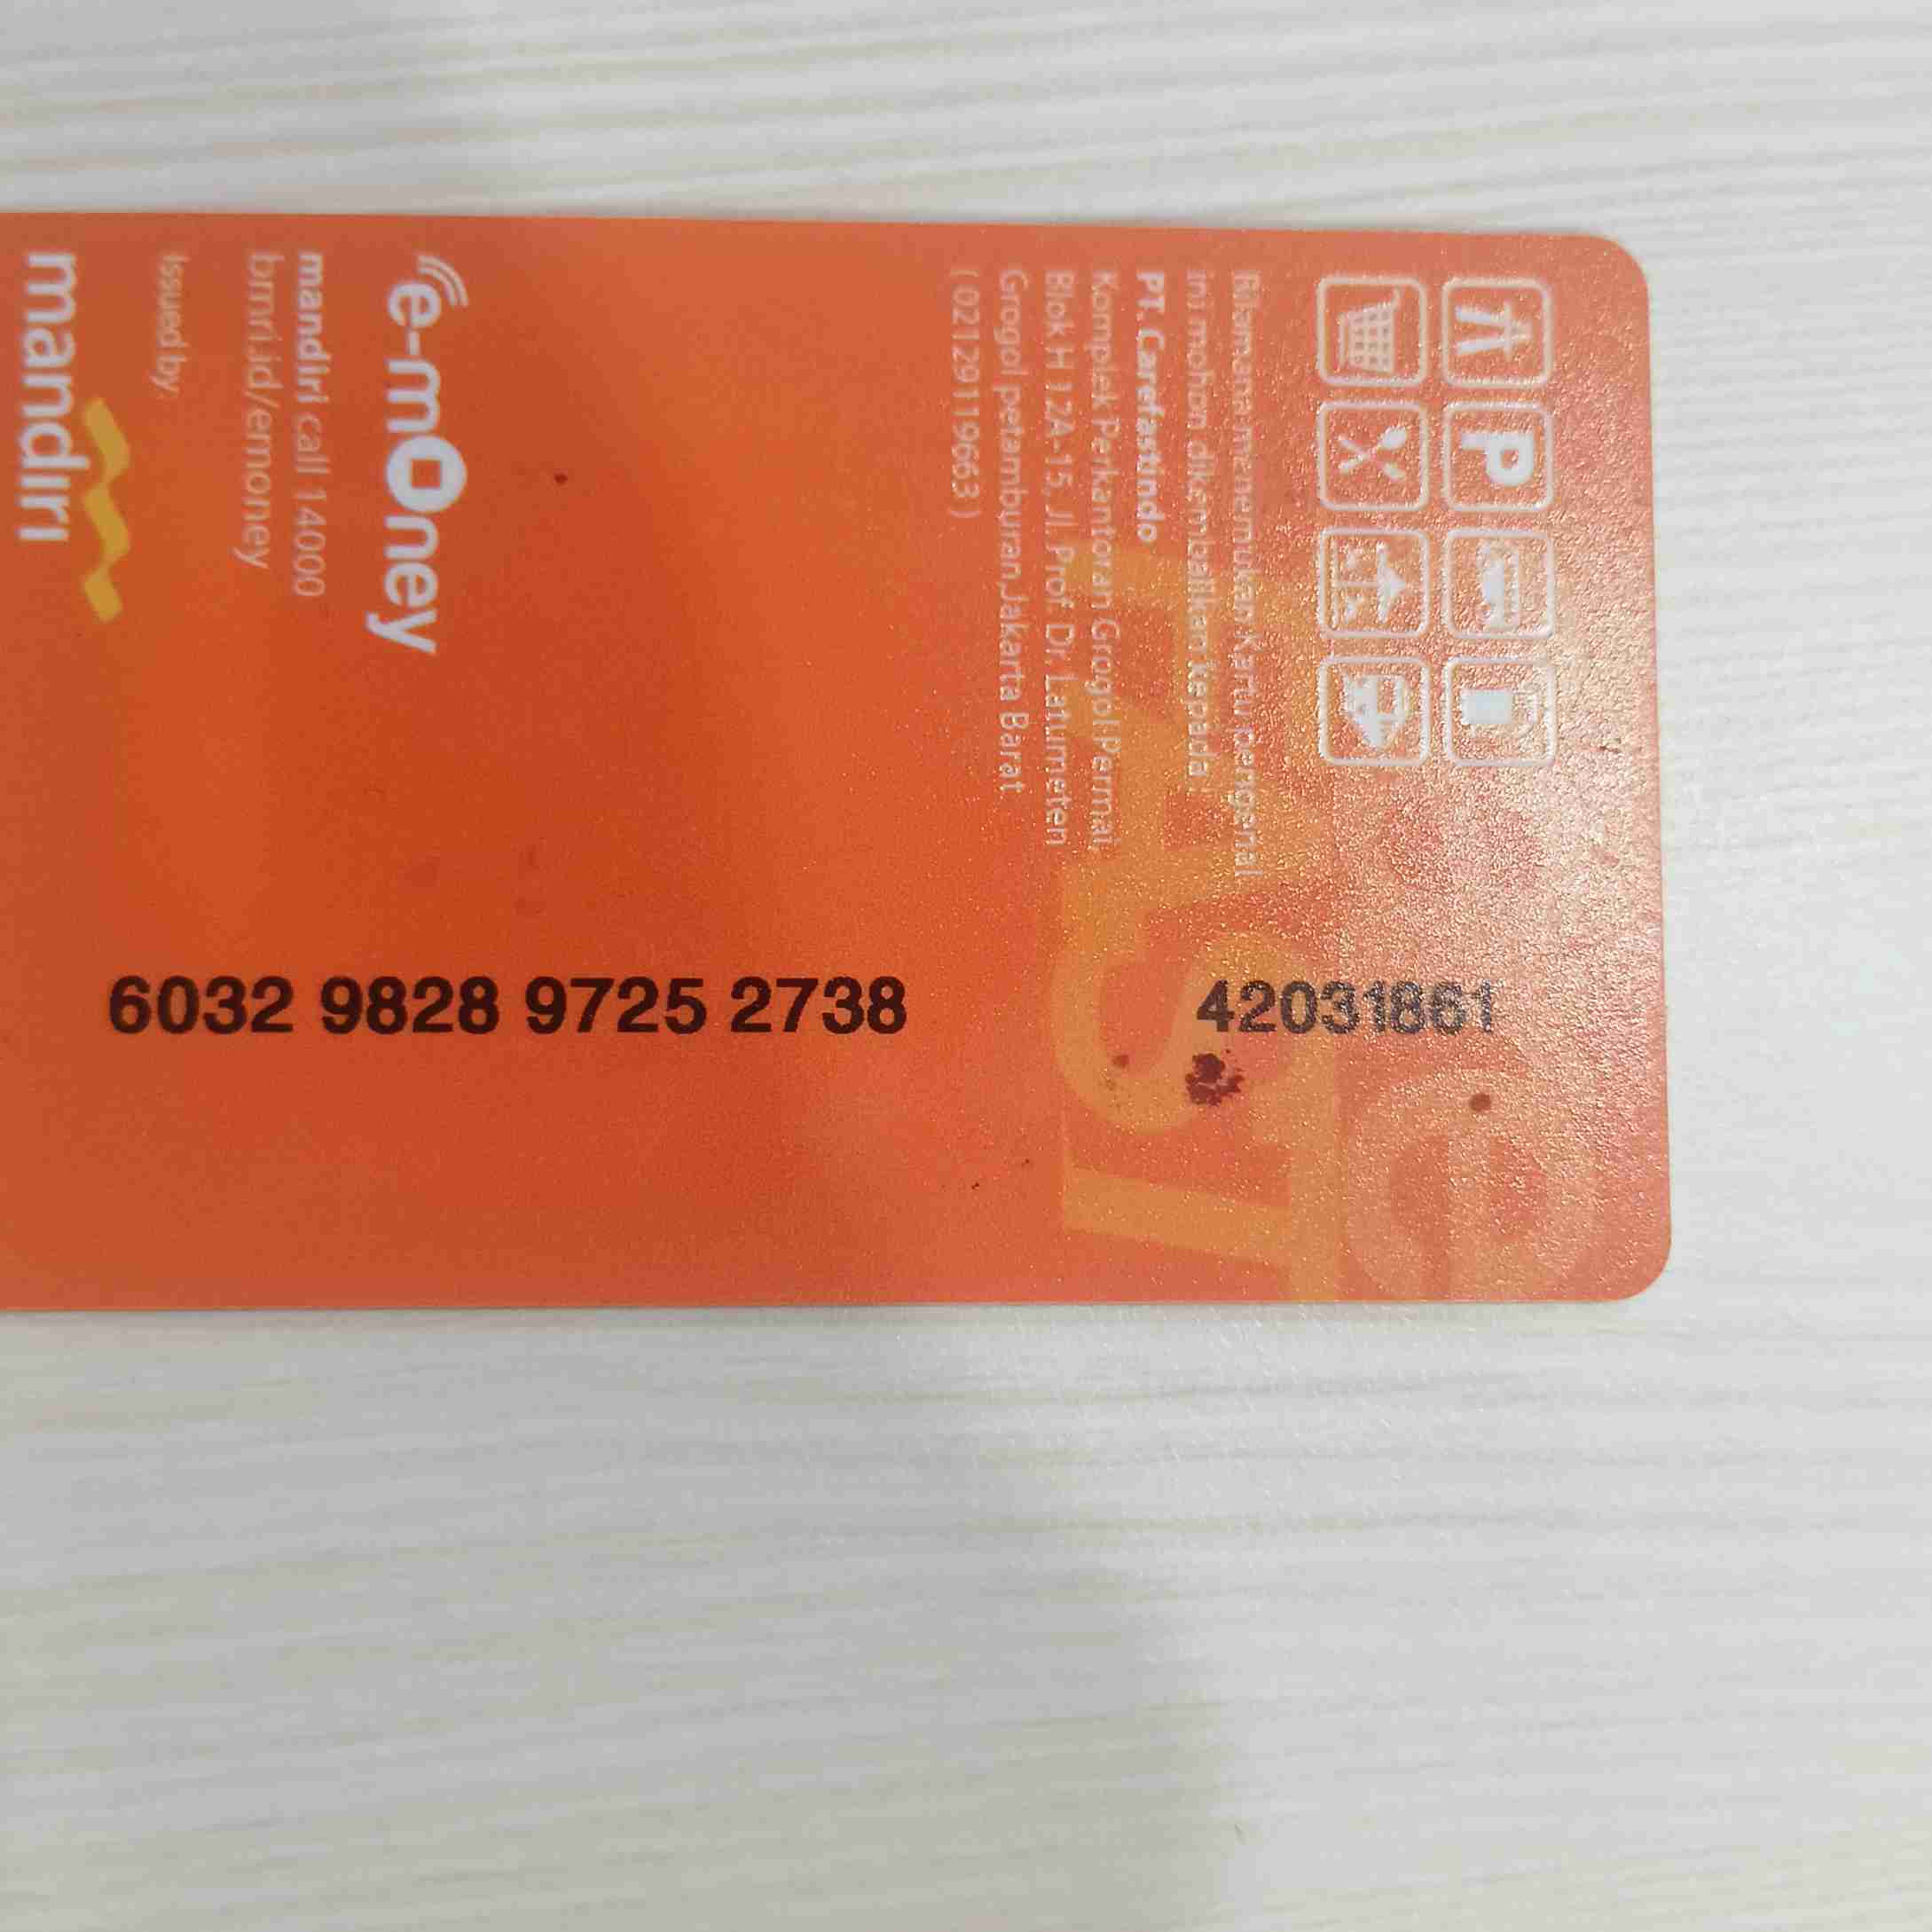 P
Bilamana menemukan Kartu pengenal
ini mohon dikembalikan kepada :
PT. Carefastindo
Komplek Perkantoran Grogol Permai,
Blok H 12A-15, Jl. Prof. Dr. Latumeten
Grogol petamburan,Jakarta Barat
( 02129119663 )
e-money
mandiri call 14000
bmri.id/emoney
Issued by:
mandiri
6032 9828 9725 2738
42031861